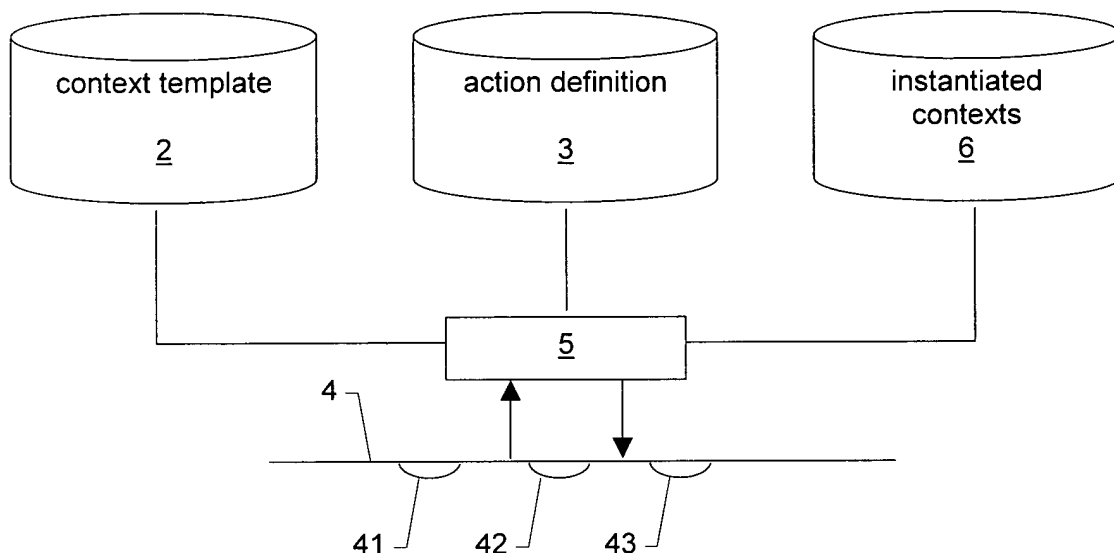 context template
2
action definition
3
instantiated
contexts
6
5
4
41
42
43